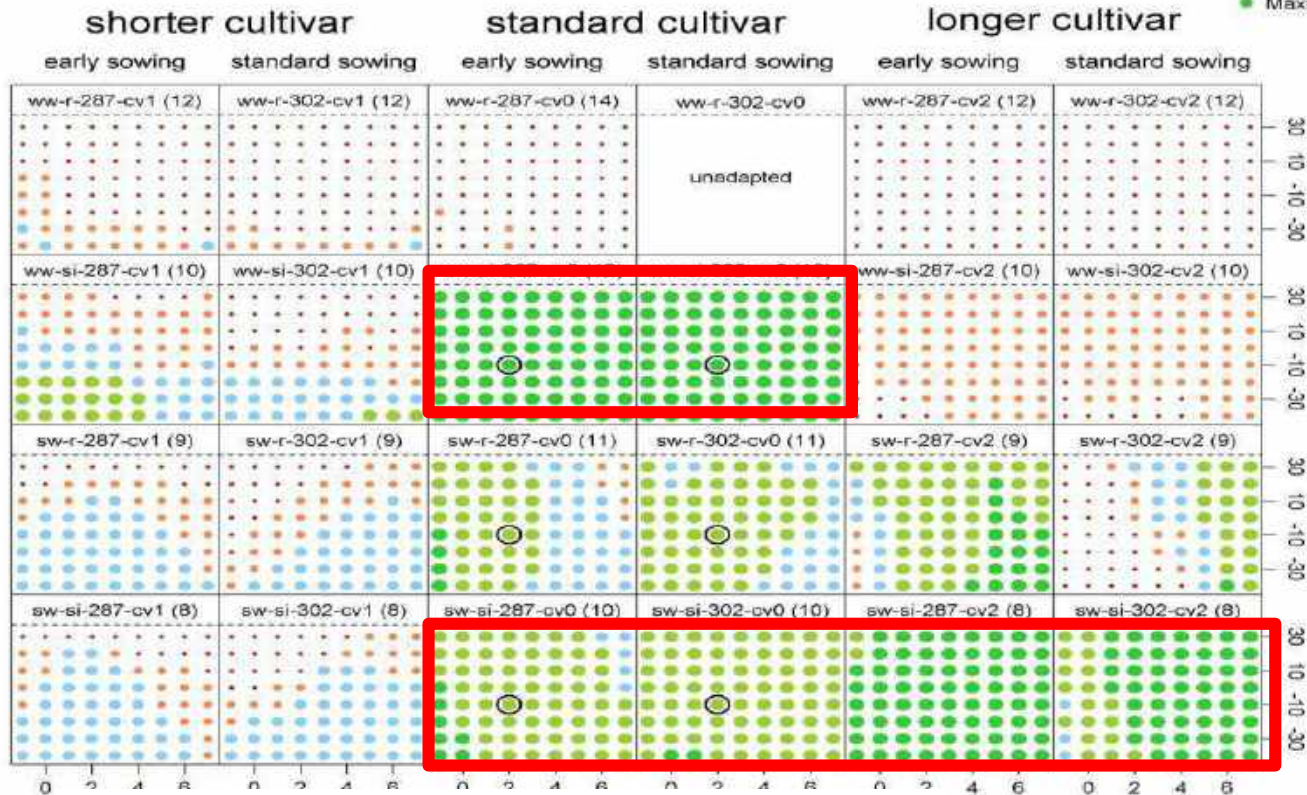 Max
shorter cultivar standard cultivar longer cultivar
early sowing standard sowing early sowing standard sowing early sowing standard sowing
ww-r-287-cv1 (12) ww-r-302-cv1 (12) ww-r-287-cv0 (14) ww-r-302-cv0 ww-r-287-cv2 (12) ww-r-302-cv2 (12)
unadapted
30 10 -10 -30
ww-si-287-cv1 (10) ww-si-302-cv1 (10) ww-si-287-cv2 (10) ww-si-302-cv2 (10)
30 10 -10 -30
sw-r-287-cv1 (9) sw-r-302-cv1 (9) sw-r-287-cv0 (11) sw-r-302-cv0 (11) sw-r-287-cv2 (9) sw-r-302-cv2 (9)
30 10 -10 -30
sw-si-287-cv1 (8) sw-si-302-cv1 (8) sw-si-287-cv0 (10) sw-si-302-cv0 (10) sw-si-287-cv2 (8) sw-si-302-cv2 (8)
30 10 -10 -30
0 2 4 6 0 2 4 6 0 2 4 6 0 2 4 6 0 2 4 6 0 2 4 6